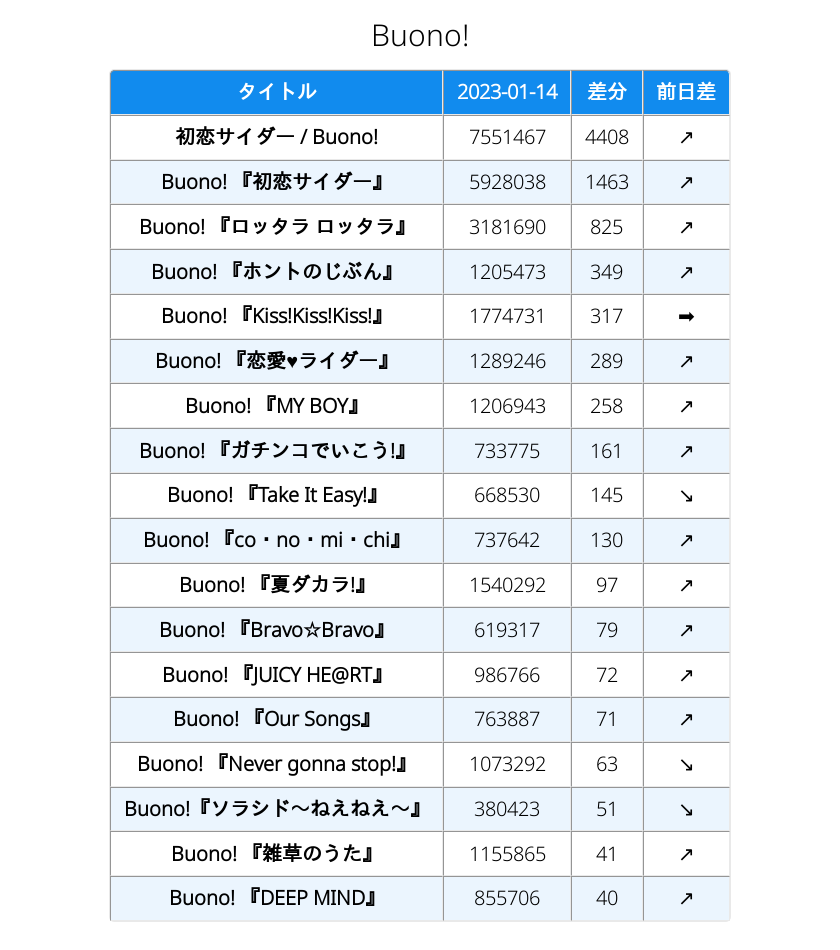 Buono!
タイトル 2023-01-14 差分 前日差
初恋サイダー / Buono! 7551467 4408 ↗
Buono! 『初恋サイダー』 5928038 1463 ↗
Buono! 『ロッタラ ロッタラ』 3181690 825 ↗
Buono! 『ホントのじぶん』 1205473 349 ↗
Buono! 『Kiss!Kiss!Kiss!』 1774731 317 ➡
Buono! 『恋愛♥ライダー』 1289246 289 ↗
Buono! 『MY BOY』 1206943 258 ↗
Buono! 『ガチンコでいこう!』 733775 161 ↗
Buono! 『Take It Easy!』 668530 145 ↘
Buono! 『co・no・mi・chi』 737642 130 ↗
Buono! 『夏ダカラ!』 1540292 97 ↗
Buono! 『Bravo☆Bravo』 619317 79 ↗
Buono! 『JUICY HE@RT』 986766 72 ↗
Buono! 『Our Songs』 763887 71 ↗
Buono! 『Never gonna stop!』 1073292 63 ↘
Buono!『ソラシド〜ねえねえ〜』 380423 51 ↘
Buono! 『雑草のうた』 1155865 41 ↗
Buono! 『DEEP MIND』 855706 40 ↗